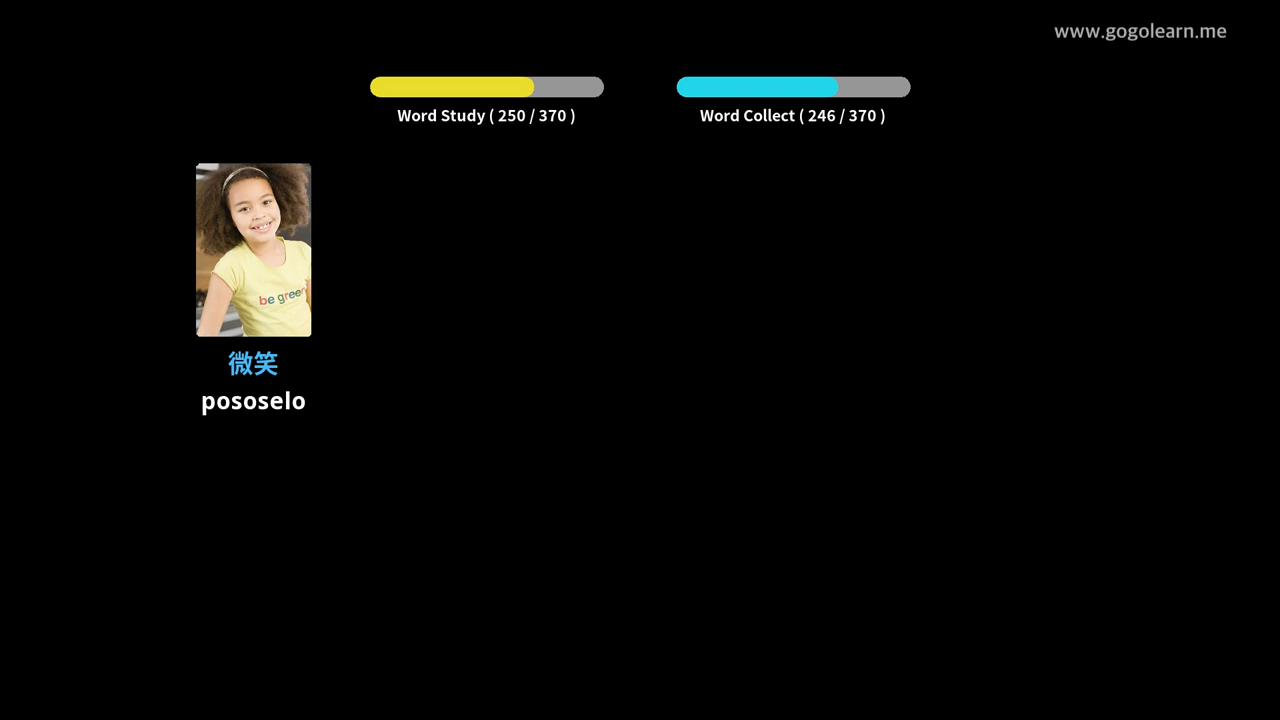 www.gogolearn.me
Word Study ( 250 / 370 )
Word Collect ( 246 / 370 )
be green
微笑
pososelo